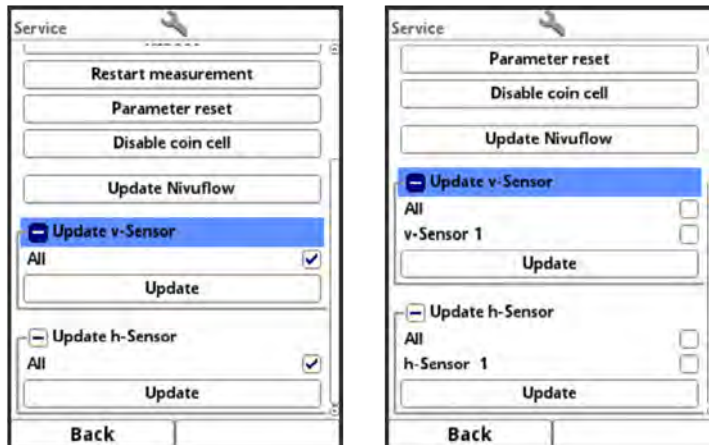 Service
Restart measurement
Parameter reset
Disable coin cell
Update Nivuflow
Update v-Sensor
All
Update
Update h-Sensor
All
Update
Back
Service
Parameter reset
Disable coin cell
Update Nivuflow
Update v-Sensor
All
v-Sensor 1
Update
Update h-Sensor
All
h-Sensor 1
Update
Back